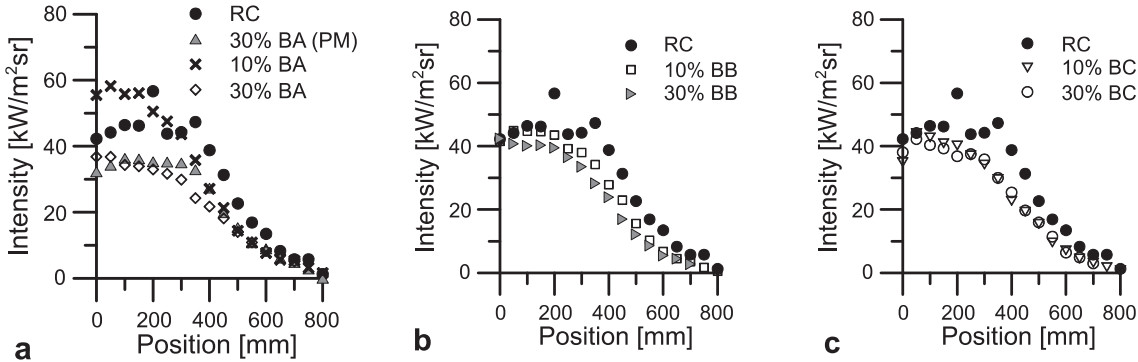 80
60
40
20
0
Intensity [kW/m²sr]
RC
30% BA (PM)
10% BA
30% BA
0 200 400 600 800
Position [mm]
a
80
60
40
20
0
Intensity [kW/m²sr]
RC
10% BB
30% BB
0 200 400 600 800
Position [mm]
b
80
60
40
20
0
Intensity [kW/m²sr]
RC
10% BC
30% BC
0 200 400 600 800
Position [mm]
c